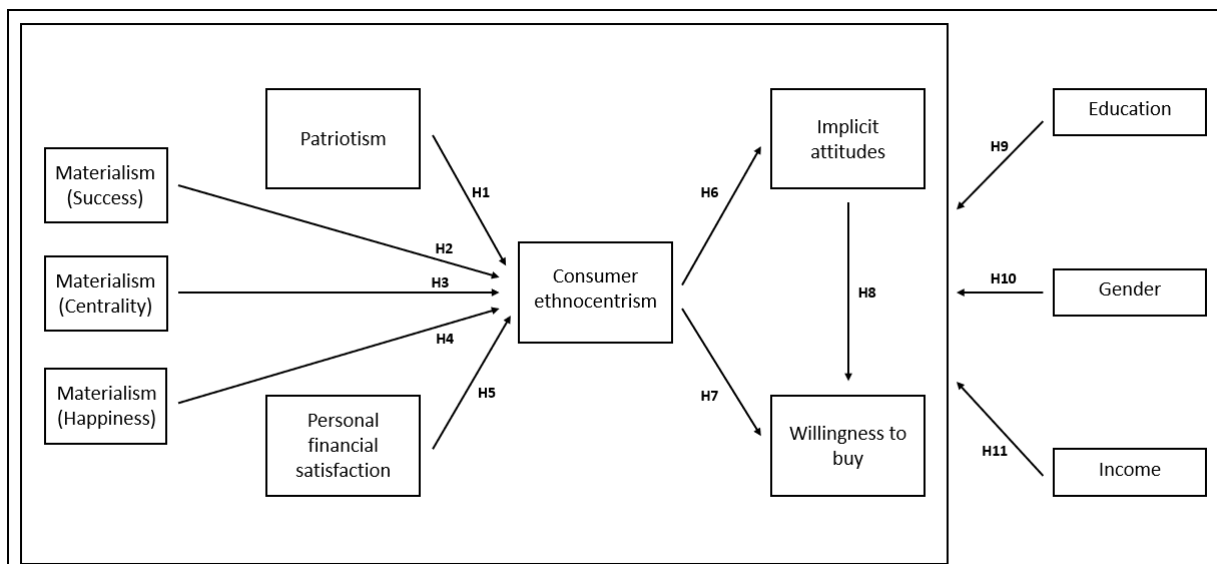 Patriotism
Materialism
(Success)
Materialism
(Centrality)
Materialism
(Happiness)
Personal
financial
satisfaction
H1
H2
H3
H4
H5
Consumer
ethnocentrism
H6
H7
Implicit
attitudes
H8
Willingness to
buy
H9
H10
H11
Education
Gender
Income